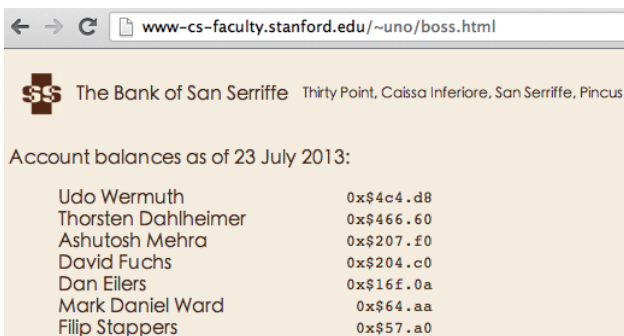 www-cs-faculty.stanford.edu/~uno/boss.html
SS The Bank of San Serriffe Thirty Point, Caissa Inferiore, San Serriffe, Pincus
Account balances as of 23 July 2013:
Udo Wermuth 0x$4c4.d8
Thorsten Dahlheimer 0x$466.60
Ashutosh Mehra 0x$207.f0
David Fuchs 0x$204.c0
Dan Eilers 0x$16f.0a
Mark Daniel Ward 0x$64.aa
Filip Stappers 0x$57.a0